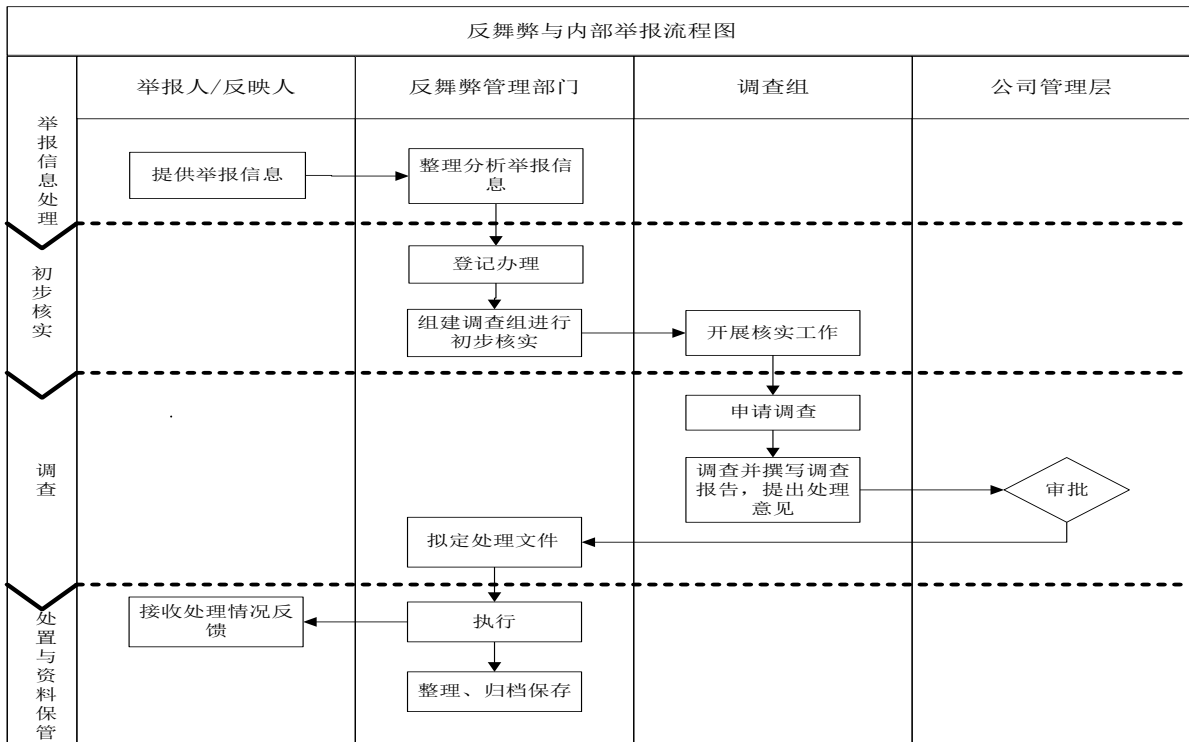 反舞弊与内部举报流程图
举报人/反映人
反舞弊管理部门
调查组
公司管理层
举报信息处理
提供举报信息
整理分析举报信
息
初步核实
登记办理
组建调查组进行
初步核实
开展核实工作
调查
申请调查
调查并撰写调查
报告，提出处理
意见
审批
拟定处理文件
处置与资料保管
接收处理情况反
馈
执行
整理、归档保存